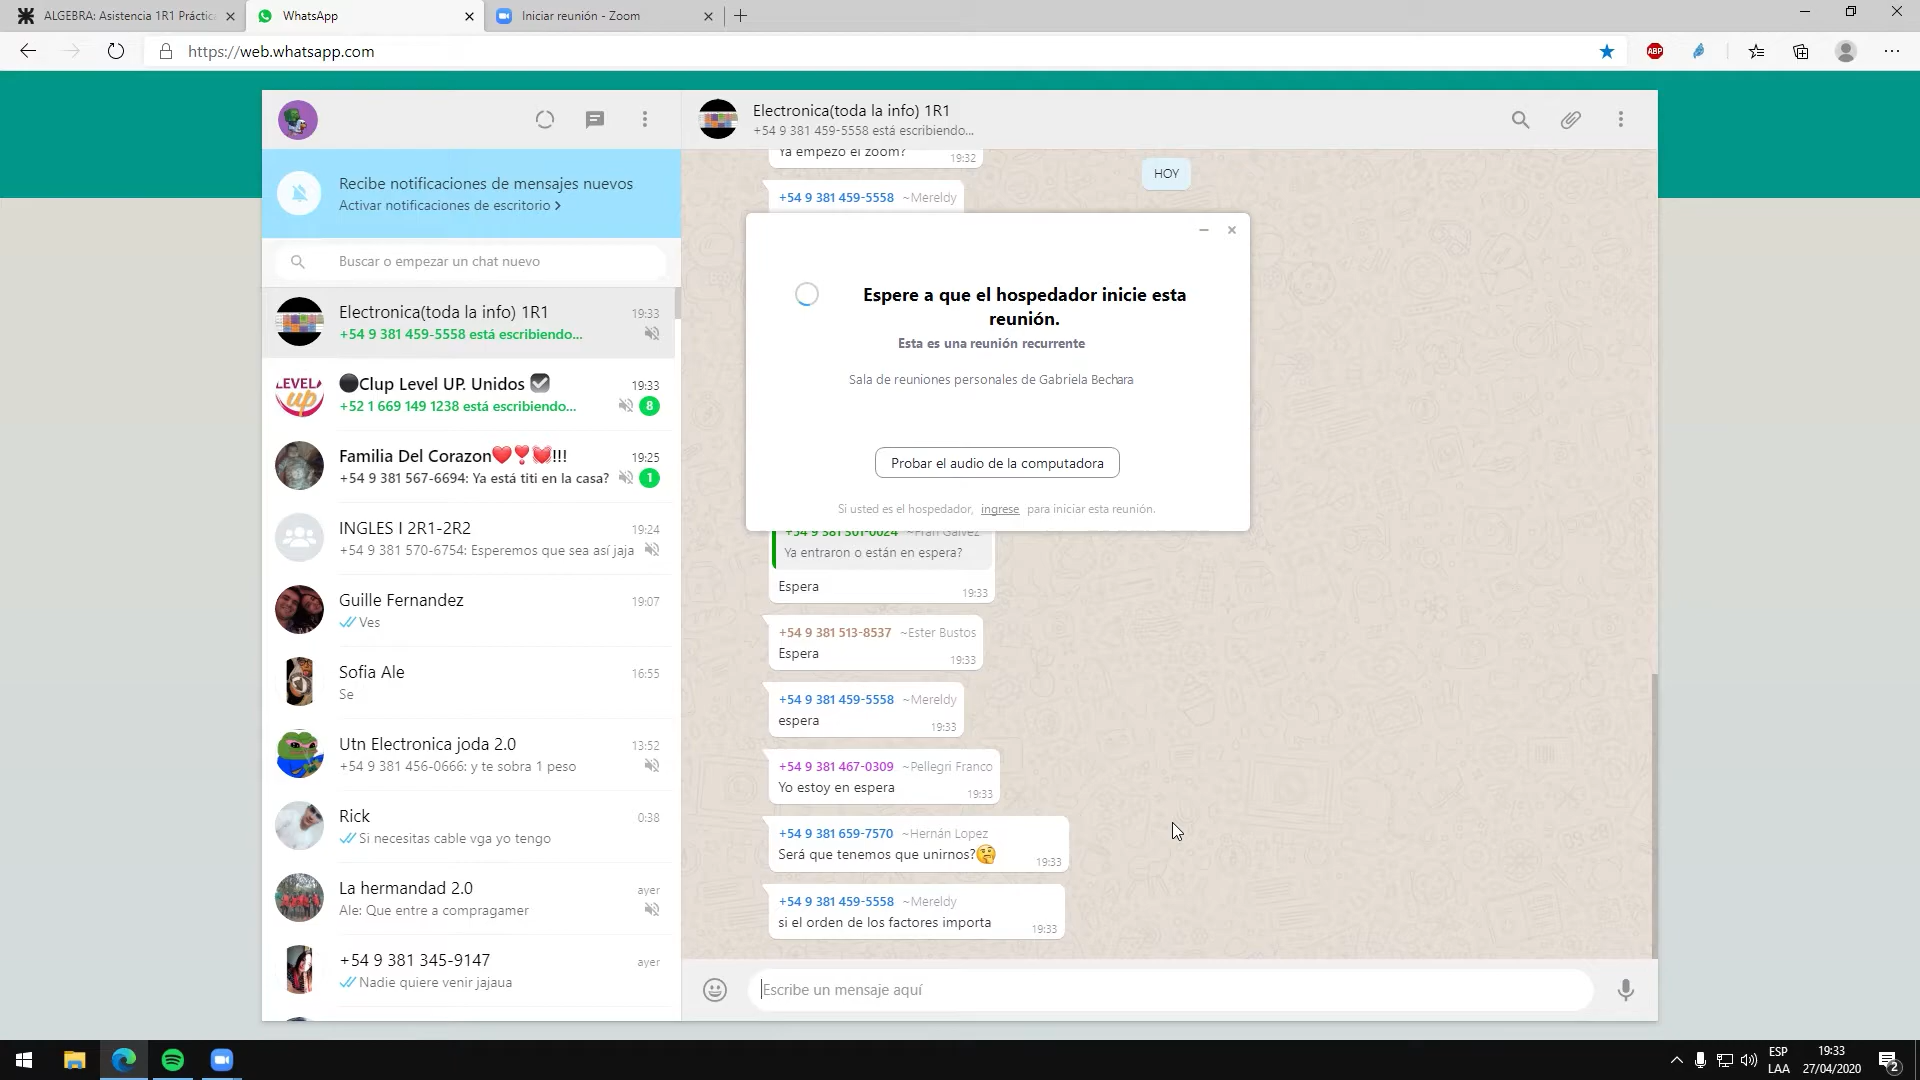 ALGEBRA: Asistencia 1R1 Práctic
WhatsApp
Iniciar reunión - Zoom
https://web.whatsapp.com
ABP
Recibe notificaciones de mensajes nuevos
Activar notificaciones de escritorio >
Buscar o empezar un chat nuevo
Electronica(toda la info) 1R1
19:33
+54 9 381 459-5558 está escribiendo...
LEVEL
up
Clup Level UP. Unidos
19:33
+52 1 669 149 1238 está escribiendo...
8
Familia Del Corazon❤️❣️💓!!!
19:25
+54 9 381 567-6694: Ya está titi en la casa?
1
INGLES I 2R1-2R2
19:24
+54 9 381 570-6754: Esperemos que sea así jaja
Guille Fernandez
19:07
Ves
Sofia Ale
16:55
Se
Utn Electronica joda 2.0
13:52
+54 9 381 456-0666: y te sobra 1 peso
Rick
0:38
Si necesitas cable vga yo tengo
La hermandad 2.0
ayer
Ale: Que entre a compragamer
+54 9 381 345-9147
ayer
Nadie quiere venir jajaua
Electronica(toda la info) 1R1
+54 9 381 459-5558 está escribiendo...
HOY
Ya empezo el zoom?
19:32
+54 9 381 459-5558 ~Mereldy
Espere a que el hospedador inicie esta
reunión.
Esta es una reunión recurrente
Sala de reuniones personales de Gabriela Bechara
Probar el audio de la computadora
Si usted es el hospedador, ingrese para iniciar esta reunión.
+54 9 381 301-0024 ~Fran Galvez
Ya entraron o están en espera?
Espera
19:33
+54 9 381 513-8537 ~Ester Bustos
Espera
19:33
+54 9 381 459-5558 ~Mereldy
espera
19:33
+54 9 381 467-0309 ~Pellegri Franco
Yo estoy en espera
19:33
+54 9 381 659-7570 ~Hernán Lopez
Será que tenemos que unirnos?🤔
19:33
+54 9 381 459-5558 ~Mereldy
si el orden de los factores importa
19:33
Escribe un mensaje aquí
ESP
LAA
19:33
27/04/2020
2